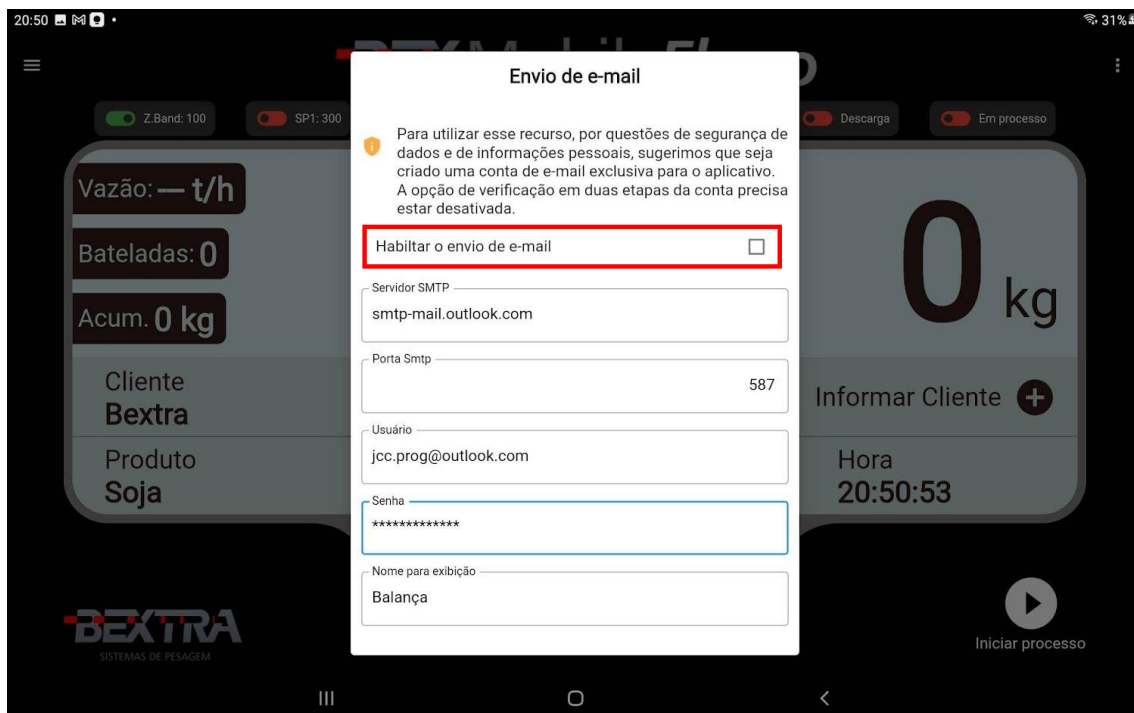 20:50
31%
Envio de e-mail
Z.Band: 100
SP1: 300
Descarga
Em processo
Para utilizar esse recurso, por questões de segurança de
dados e de informações pessoais, sugerimos que seja
criado uma conta de e-mail exclusiva para o aplicativo.
A opção de verificação em duas etapas da conta precisa
estar desativada.
Vazão: — t/h
Bateladas: 0
Acum. 0 kg
0 kg
Habiltar o envio de e-mail
Servidor SMTP
smtp-mail.outlook.com
Porta Smtp
587
Usuário
jcc.prog@outlook.com
Senha
*************
Nome para exibição
Balança
Cliente
Bextra
Informar Cliente
Produto
Soja
Hora
20:50:53
BEXTRA
SISTEMAS DE PESAGEM
Iniciar processo